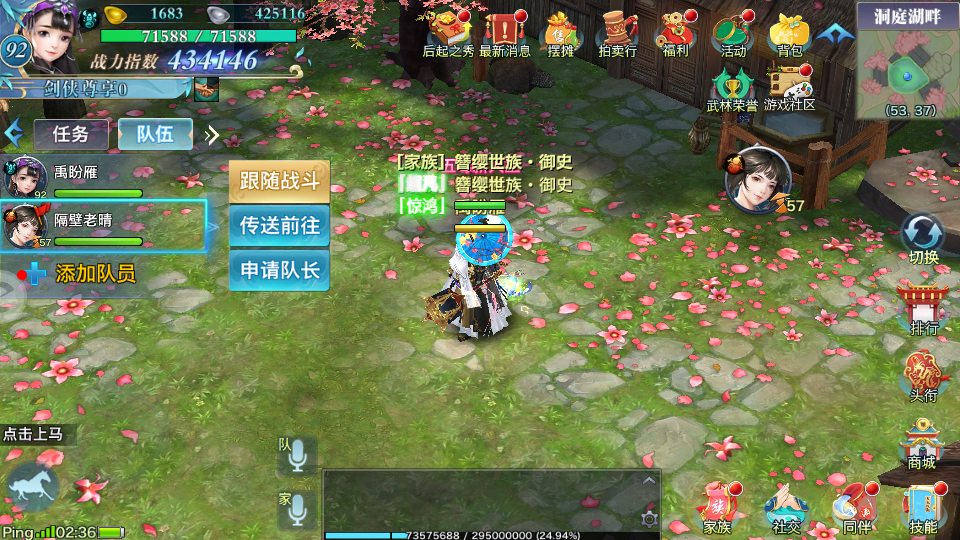 1683
425116
71588 / 71588
92
战力指数 434146
剑侠尊享0
后起之秀
最新消息
摆摊
拍卖行
福利
活动
背包
武林荣誉
游戏社区
洞庭湖畔
(53, 37)
任务
队伍
禹盼雁
92
隔壁老晴
57
添加队员
跟随战斗
传送前往
申请队长
[家族] 簪缨世族·御史
簪缨世族·御史
[惊鸿]
57
切换
排行
头衔
商城
点击上马
队
家
家族
社交
同伴
技能
Ping
02:36
73575688 / 295000000 (24.94%)